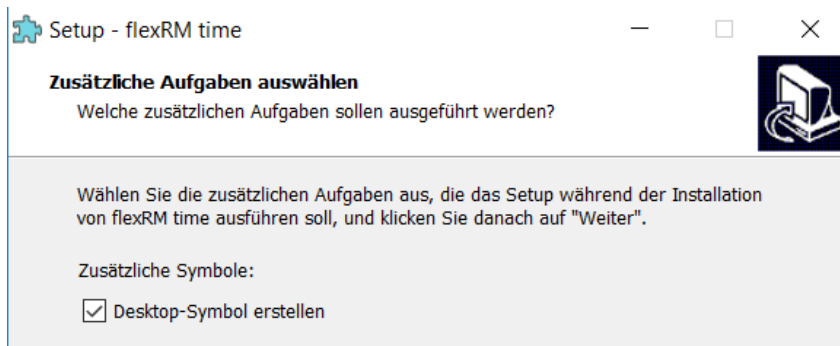 Setup - flexRM time
Zusätzliche Aufgaben auswählen
Welche zusätzlichen Aufgaben sollen ausgeführt werden?
Wählen Sie die zusätzlichen Aufgaben aus, die das Setup während der Installation
von flexRM time ausführen soll, und klicken Sie danach auf "Weiter".
Zusätzliche Symbole:
Desktop-Symbol erstellen